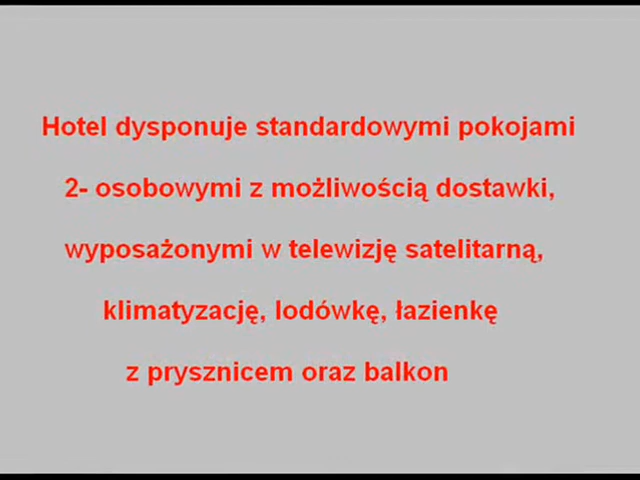 Hotel dysponuje standardowymi pokojami
2- osobowymi z możliwością dostawki,
wyposażonymi w telewizję satelitarną,
klimatyzację, lodówkę, łazienkę
z prysznicem oraz balkon